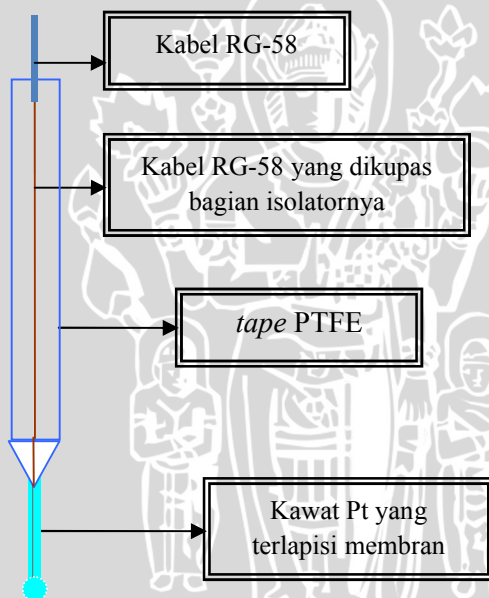 Kabel RG-58
Kabel RG-58 yang dikupas
bagian isolatornya
tape PTFE
Kawat Pt yang
terlapisi membran